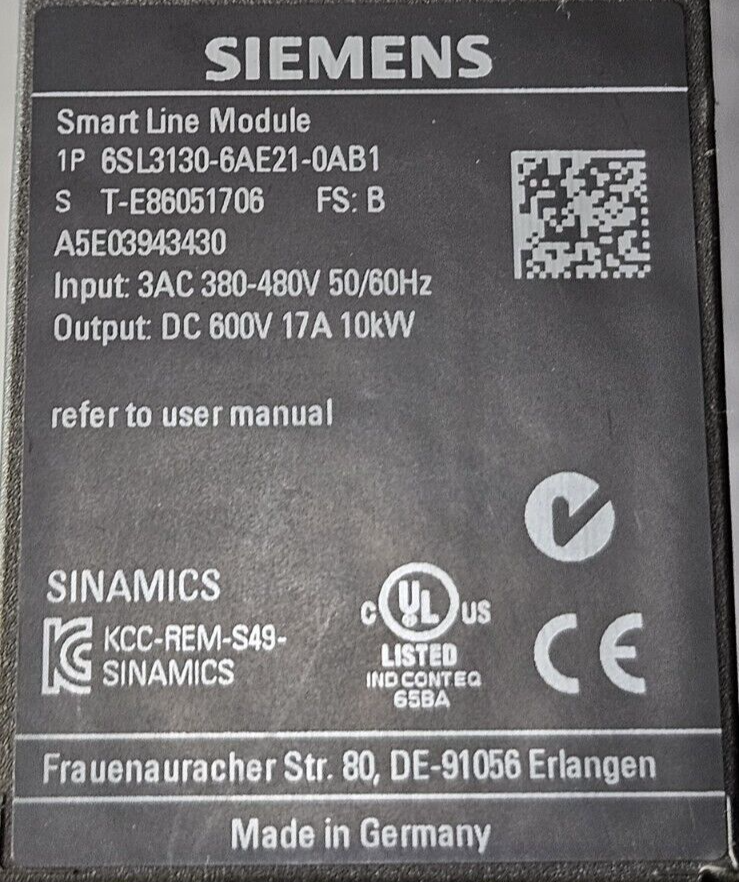 SIEMENS
Smart Line Module
1P 6SL3130-6AE21-0AB1
S T-E86051706 FS: B
A5E03943430
Input: 3AC 380-480V 50/60Hz
Output: DC 600V 17A 10kW
refer to user manual
SINAMICS
KCC-REM-S49-
SINAMICS
C UL US
LISTED
IND CONT EQ
65BA
CE
Frauenauracher Str. 80, DE-91056 Erlangen
Made in Germany